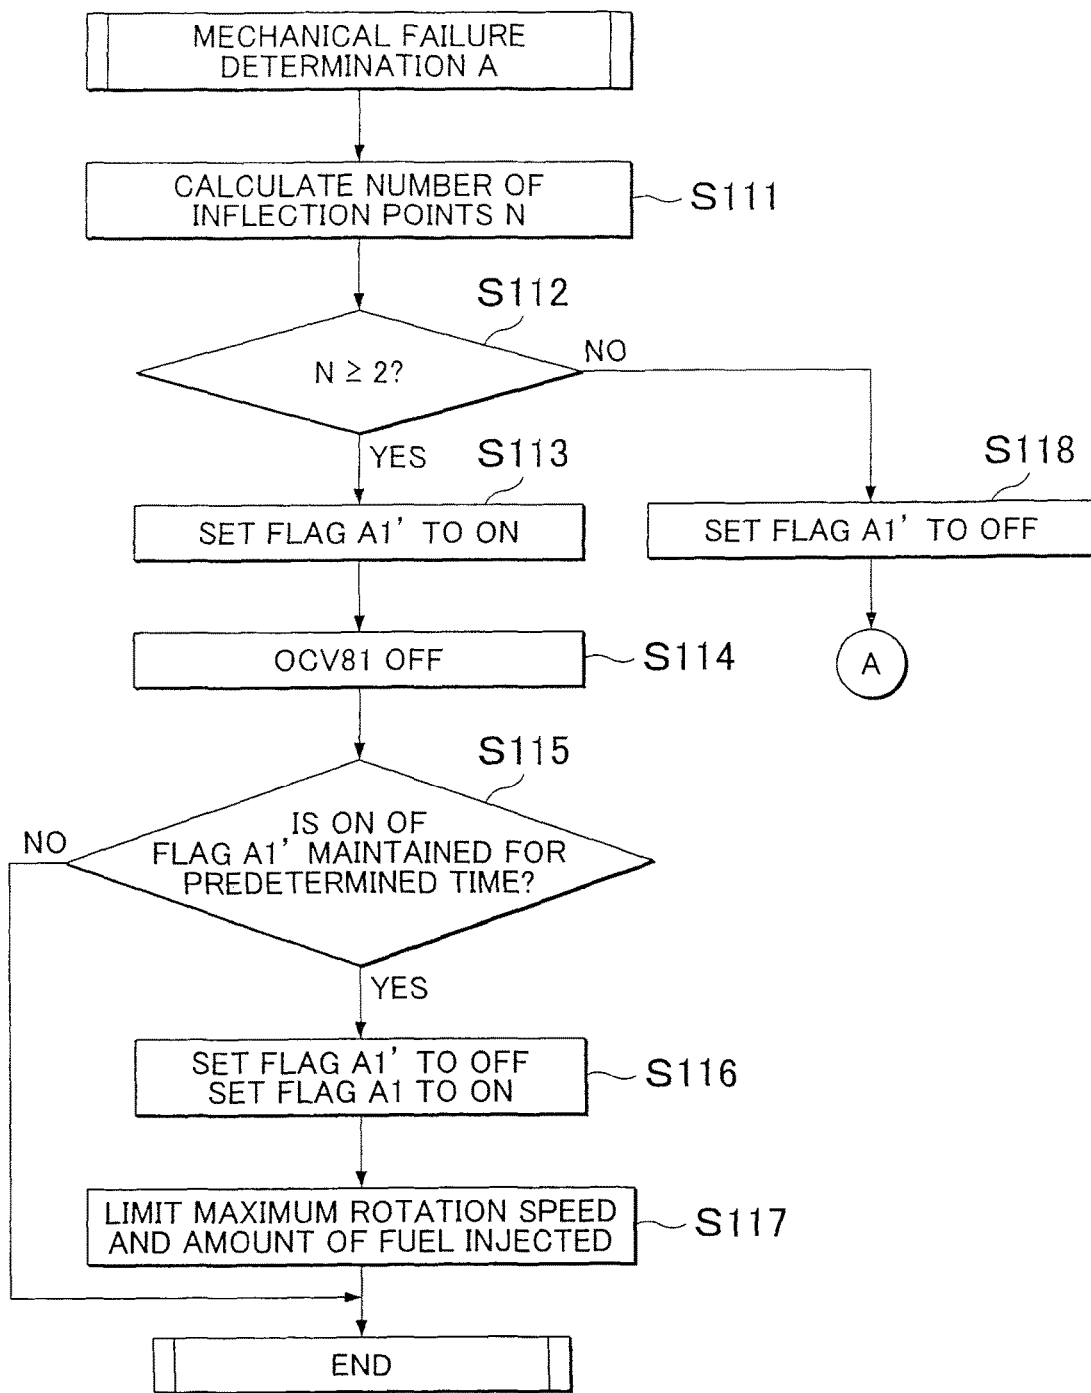 MECHANICAL FAILURE
DETERMINATION A
CALCULATE NUMBER OF
INFLECTION POINTS N
S111
S112
N ≥ 2?
NO
YES
S113
SET FLAG A1' TO ON
S118
SET FLAG A1' TO OFF
OCV81 OFF
S114
A
S115
IS ON OF
FLAG A1' MAINTAINED FOR
PREDETERMINED TIME?
NO
YES
SET FLAG A1' TO OFF
SET FLAG A1 TO ON
S116
LIMIT MAXIMUM ROTATION SPEED
AND AMOUNT OF FUEL INJECTED
S117
END